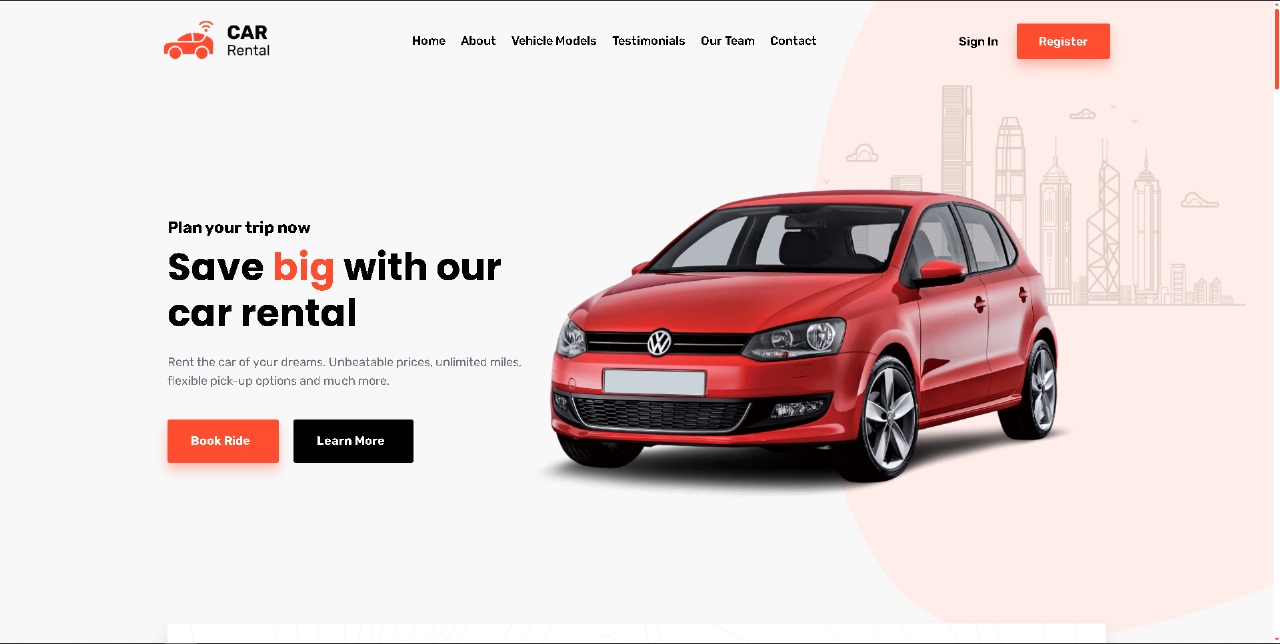 CAR
Rental
Home About Vehicle Models Testimonials Our Team Contact
Sign In Register
Plan your trip now
Save big with our
car rental
Rent the car of your dreams. Unbeatable prices, unlimited miles,
flexible pick-up options and much more.
Book Ride Learn More